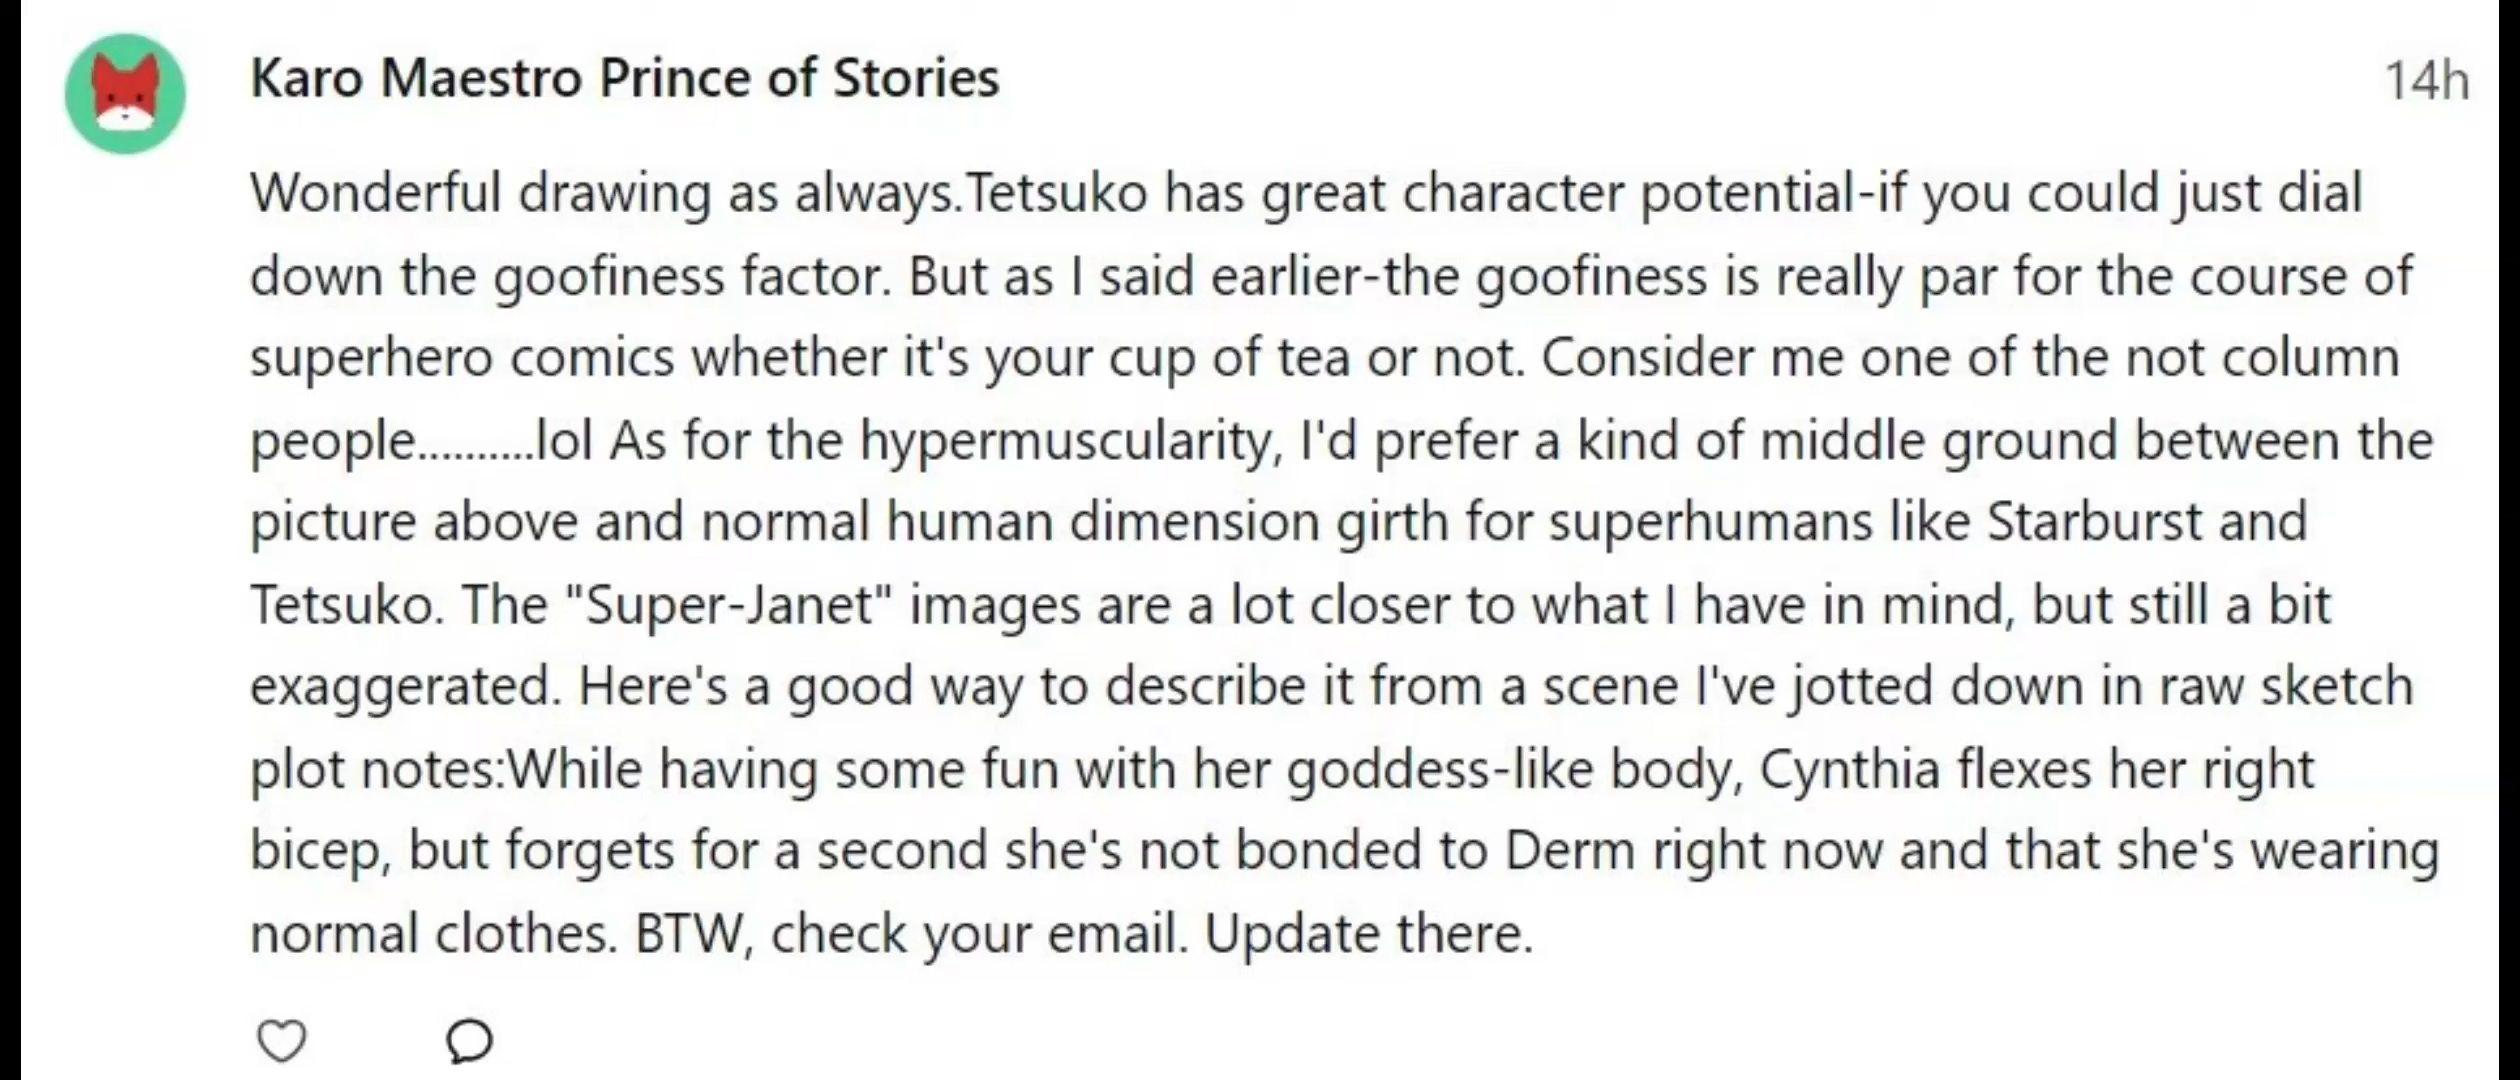 Karo Maestro Prince of Stories
14h
Wonderful drawing as always.Tetsuko has great character potential-if you could just dial
down the goofiness factor. But as I said earlier-the goofiness is really par for the course of
superhero comics whether it's your cup of tea or not. Consider me one of the not column
people..........lol As for the hypermuscularity, I'd prefer a kind of middle ground between the
picture above and normal human dimension girth for superhumans like Starburst and
Tetsuko. The "Super-Janet" images are a lot closer to what I have in mind, but still a bit
exaggerated. Here's a good way to describe it from a scene I've jotted down in raw sketch
plot notes:While having some fun with her goddess-like body, Cynthia flexes her right
bicep, but forgets for a second she's not bonded to Derm right now and that she's wearing
normal clothes. BTW, check your email. Update there.